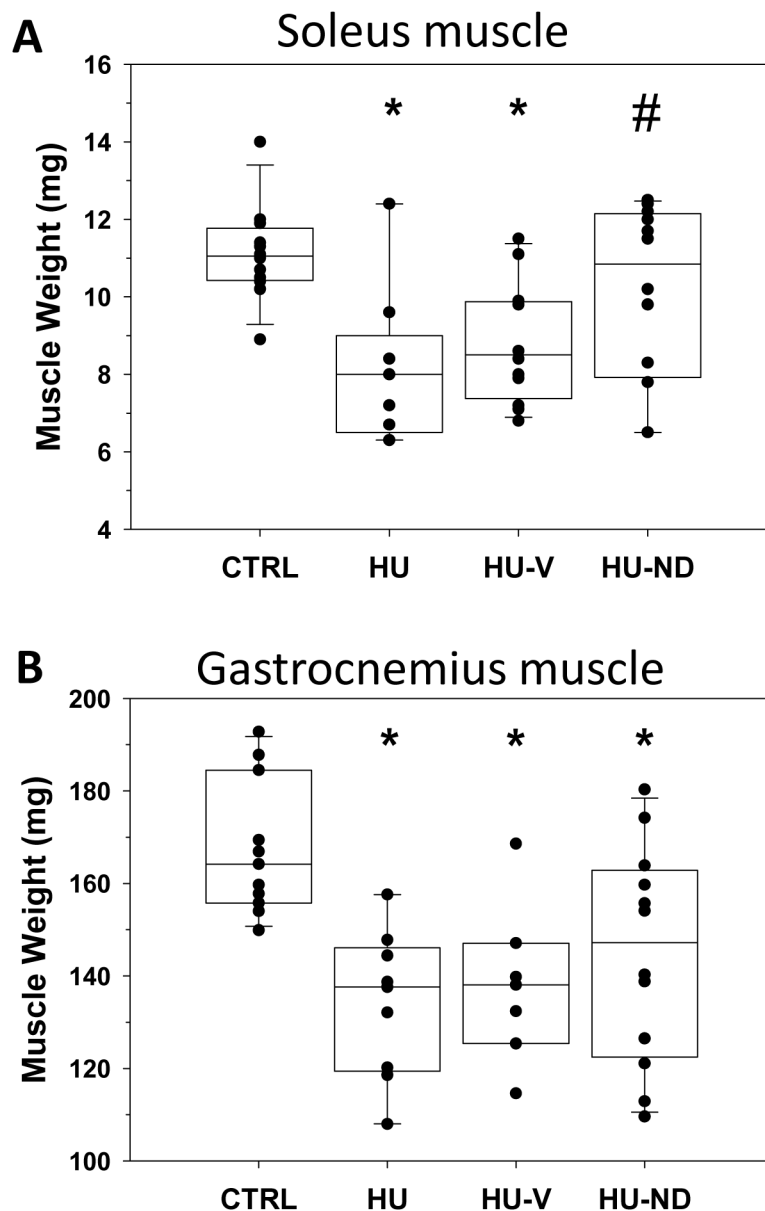 A
Soleus muscle
Muscle Weight (mg)
16
14
12
10
8
6
4
* * #
CTRL HU HU-V HU-ND
B
Gastrocnemius muscle
Muscle Weight (mg)
200
180
160
140
120
100
* * *
CTRL HU HU-V HU-ND